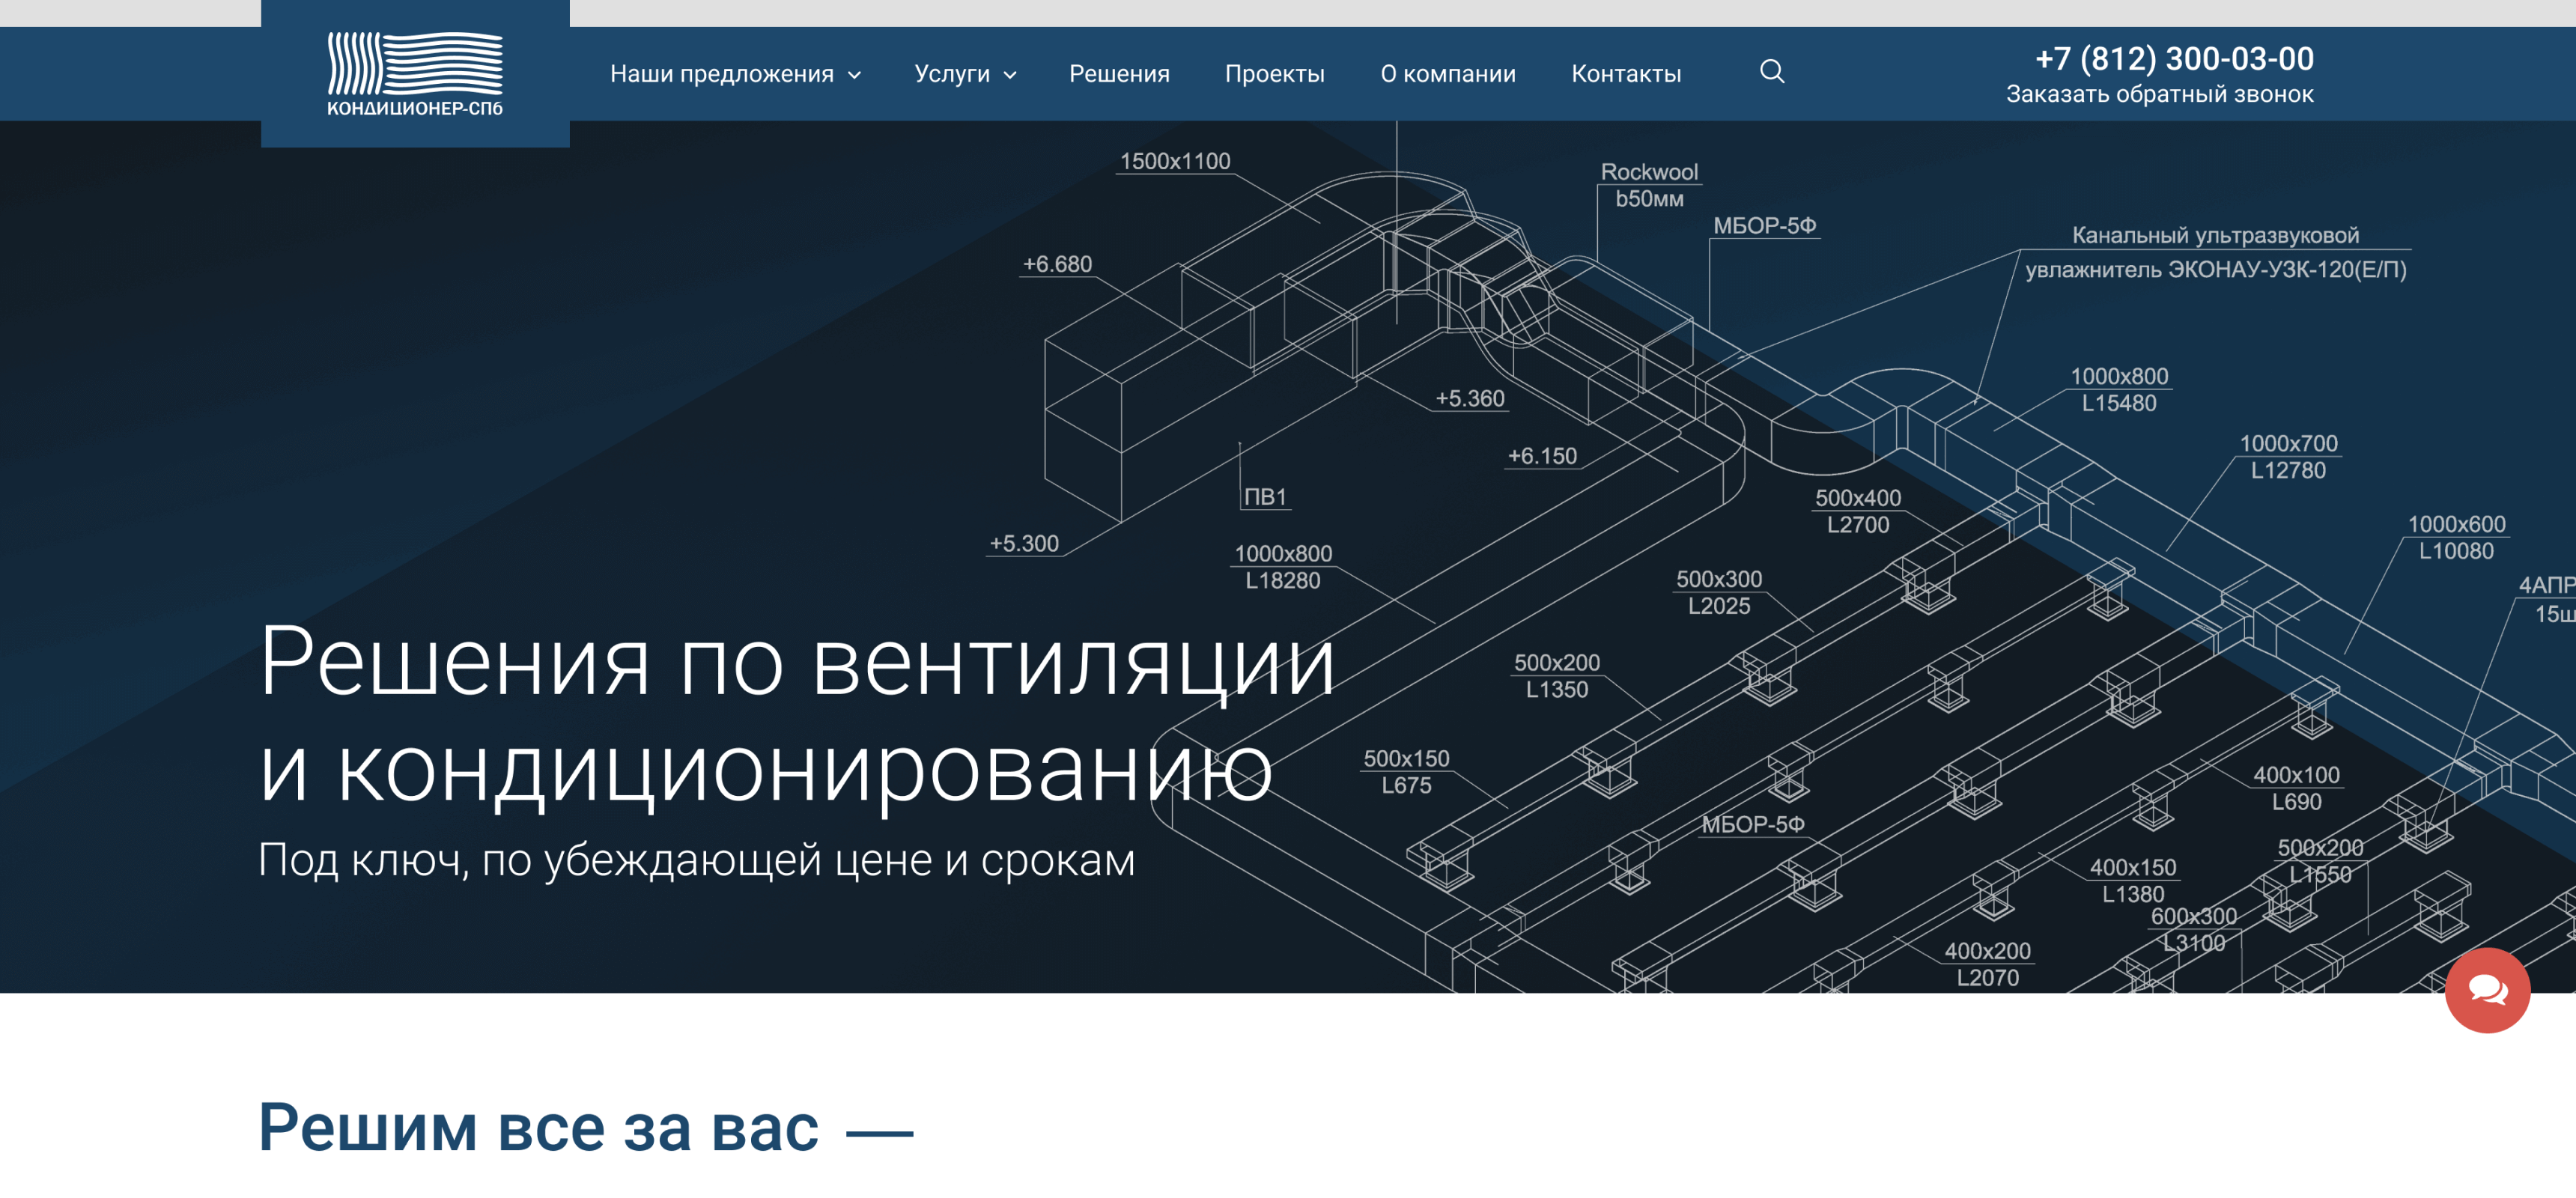 КОНДИЦИОНЕР-СПб
Наши предложения
Услуги
Решения
Проекты
О компании
Контакты
+7 (812) 300-03-00
Заказать обратный звонок
1500x1100
Rockwool
b50мм
МБОР-5Ф
Канальный ультразвуковой
увлажнитель ЭКОНАУ-УЗК-120(Е/П)
+6.680
+5.360
1000x800
L15480
+6.150
1000x700
L12780
ПВ1
500x400
L2700
+5.300
1000x800
L18280
1000x600
L10080
500x300
L2025
4АПР
15ш
500x200
L1350
Решения по вентиляции
и кондиционированию
Под ключ, по убеждающей цене и срокам
500x150
L675
400x100
L690
МБОР-5Ф
500x200
L1550
400x150
L1380
600x300
L3100
400x200
L2070
Решим все за вас —